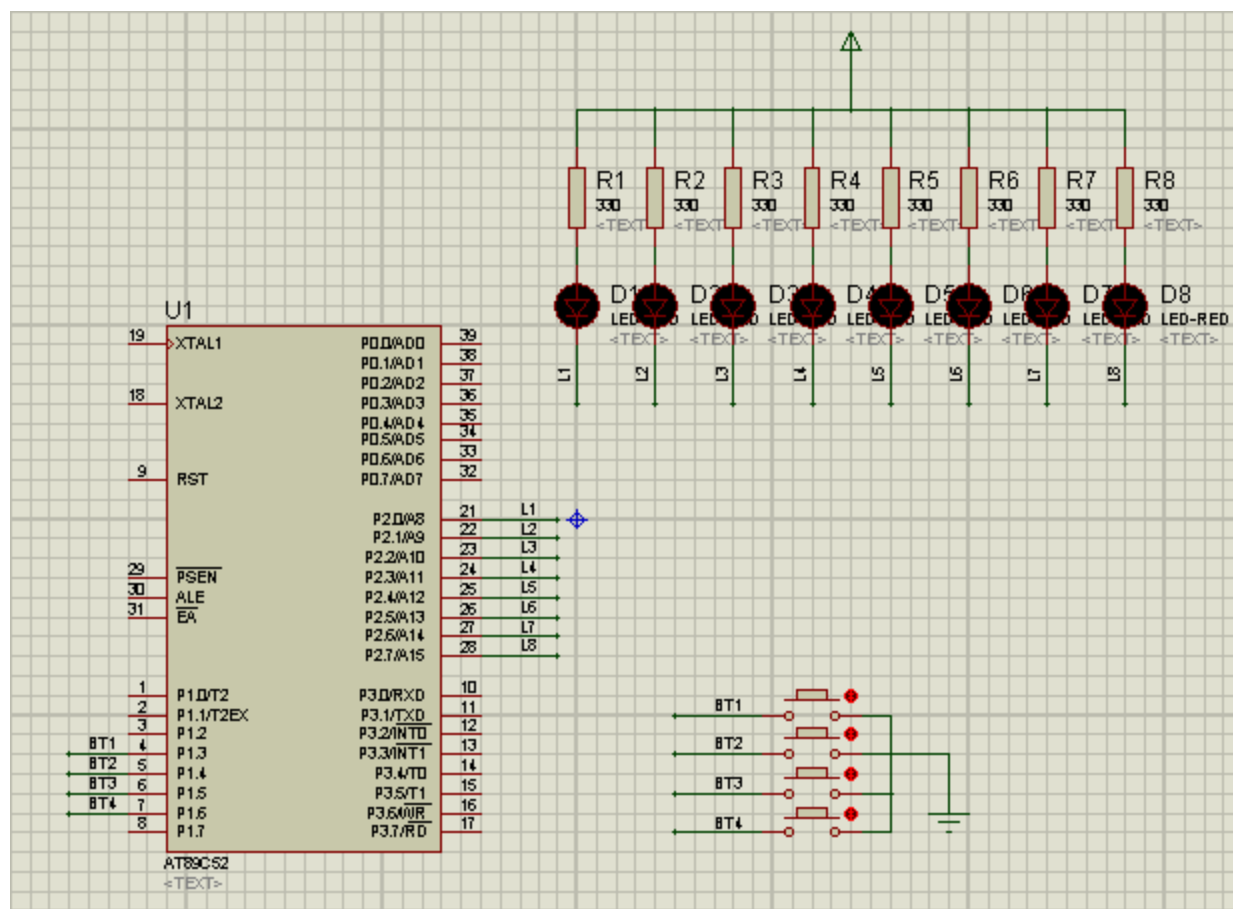 R1
330
<TEXT>
R2
330
<TEXT>
R3
330
<TEXT>
R4
330
<TEXT>
R5
330
<TEXT>
R6
330
<TEXT>
R7
330
<TEXT>
R8
330
<TEXT>
D8
LED-RED
<TEXT>
L1
L2
L3
L4
L5
L6
L7
L8
U1
19 XTAL1
18 XTAL2
9 RST
29 PSEN
30 ALE
31 EA
1 P1.0/T2
2 P1.1/T2EX
3 P1.2
BT1 4 P1.3
BT2 5 P1.4
BT3 6 P1.5
BT4 7 P1.6
8 P1.7
P0.0/AD0 39
P0.1/AD1 38
P0.2/AD2 37
P0.3/AD3 36
P0.4/AD4 35
P0.5/AD5 34
P0.6/AD6 33
P0.7/AD7 32
P2.0/A8 21 L1
P2.1/A9 22 L2
P2.2/A10 23 L3
P2.3/A11 24 L4
P2.4/A12 25 L5
P2.5/A13 26 L6
P2.6/A14 27 L7
P2.7/A15 28 L8
P3.0/RXD 10
P3.1/TXD 11
P3.2/INT0 12
P3.3/INT1 13
P3.4/T0 14
P3.5/T1 15
P3.6/WR 16
P3.7/RD 17
AT89C52
<TEXT>
BT1
BT2
BT3
BT4